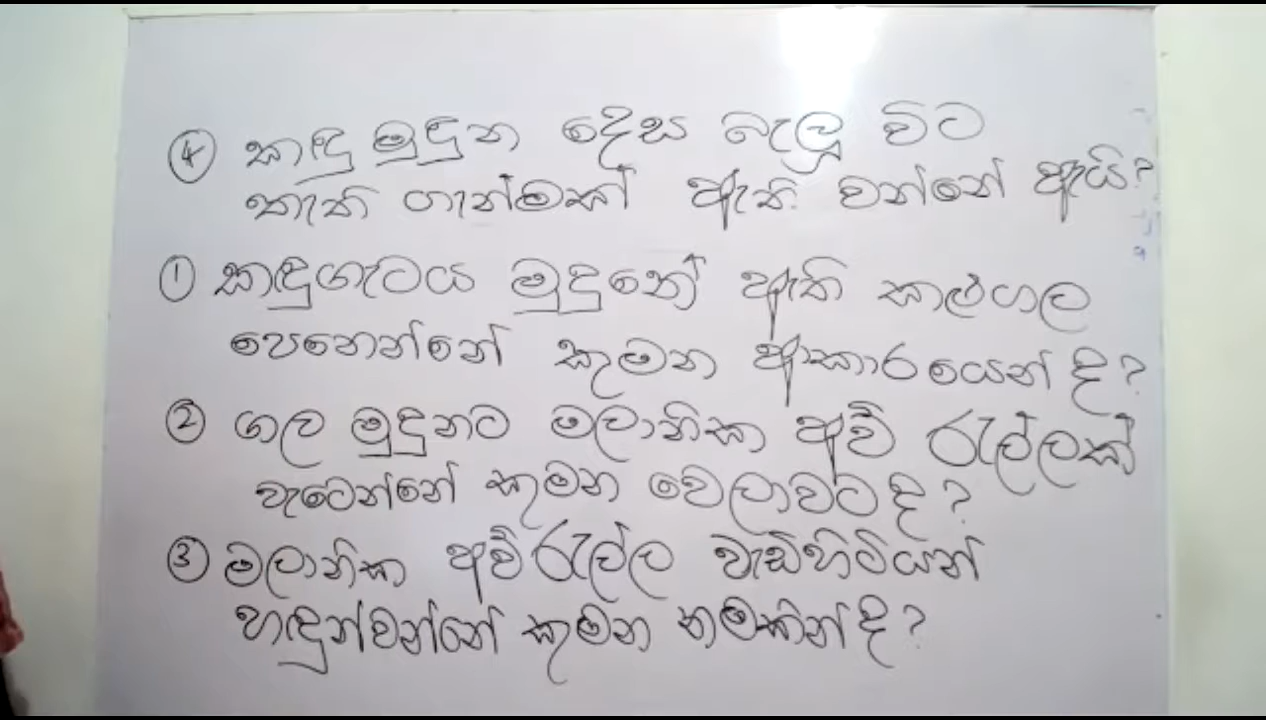 ④ කඳු මුදුන දෙස බැලූ විට
තැති ගැන්මක් ඇති වන්නේ ඇයි?
① කඳුගැටය මුදුනේ ඇති කළුගල
පෙනෙන්නේ කුමන ආකාරයෙන් ද?
② ගල මුදුනට මලානික අව් රැල්ලක්
වැටෙන්නේ කුමන වෙලාවට ද?
③ මලානික අව් රැල්ල වැඩිහිටියන්
හඳුන්වන්නේ කුමන නමකින් ද?